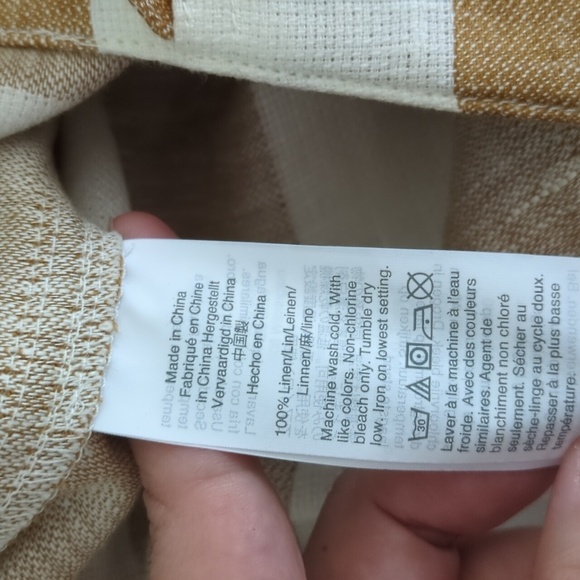 Made in China
Fabriqué en Chine
in China Hergestellt
Vervaardigd in China
中国製
Hecho en China
100% Linen/Lin/Leinen/
Linnen/麻/lino
Machine wash cold. With
like colors. Non-chlorine
bleach only. Tumble dry
low. Iron on lowest setting.
30
Laver à la machine à l'eau
froide. Avec des couleurs
similaires. Agent de
blanchiment non chloré
seulement. Sécher au
sèche-linge au cycle doux.
Repasser à la plus basse
température.